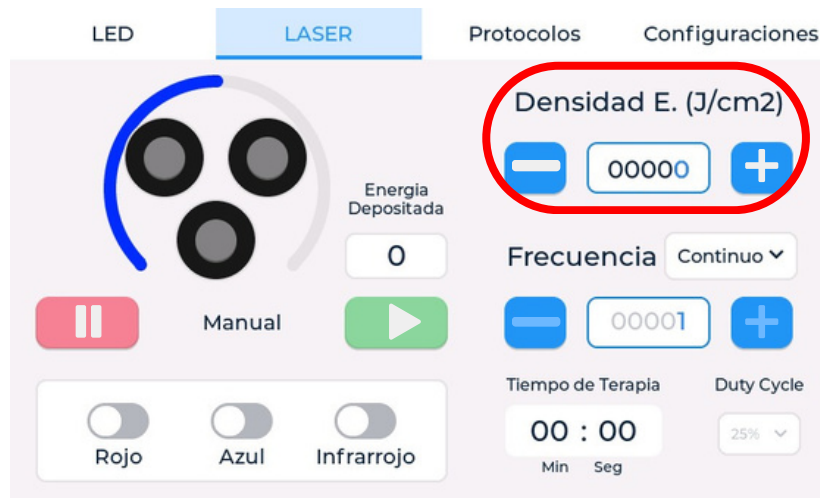 LED LASER Protocolos Configuraciones
Densidad E. (J/cm2)
00000
Energia
Depositada
0
Frecuencia Continuo
Manual
00001
Tiempo de Terapia Duty Cycle
00 : 00 25%
Min Seg
Rojo Azul Infrarrojo